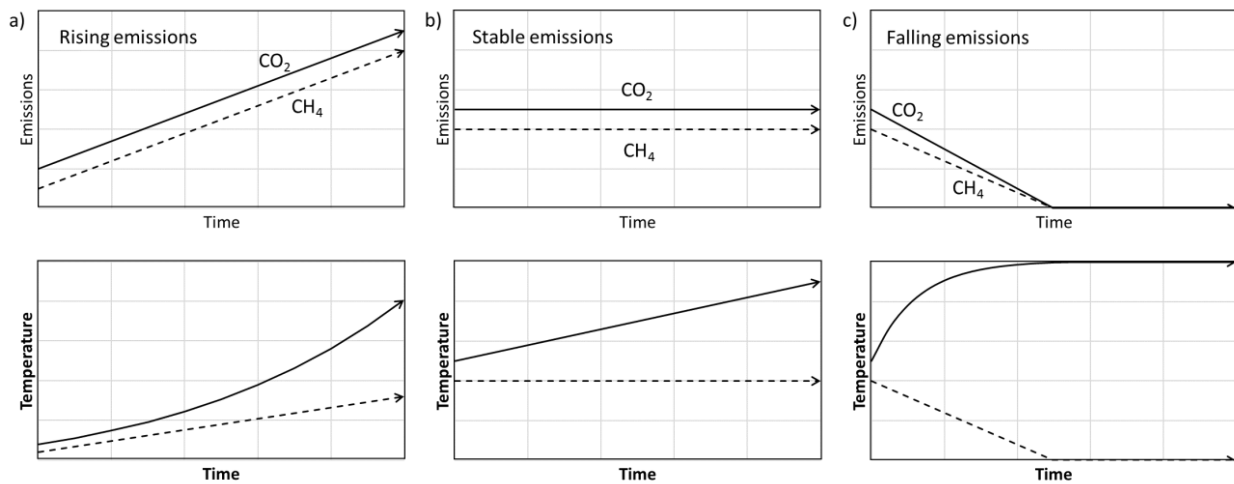 a)
Rising emissions
CO₂
CH₄
Emissions
Time
b)
Stable emissions
CO₂
CH₄
Emissions
Time
c)
Falling emissions
CO₂
CH₄
Emissions
Time
Temperature
Time
Temperature
Time
Temperature
Time